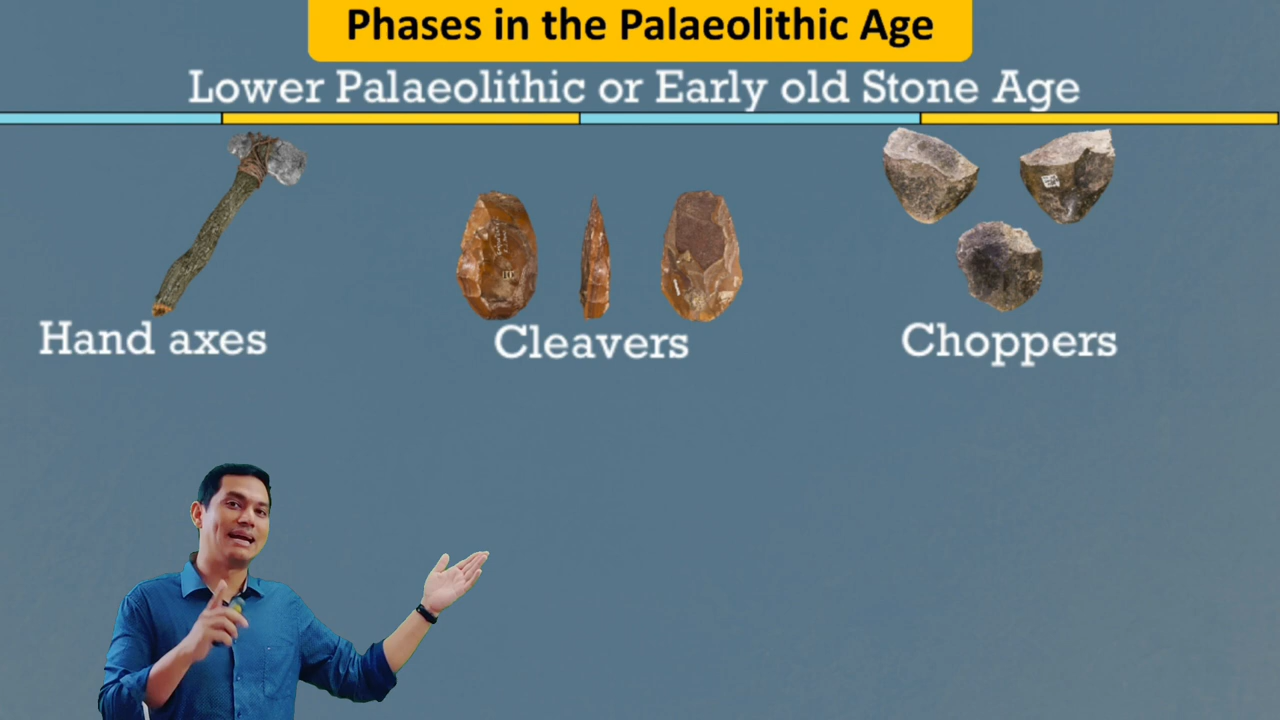 Phases in the Palaeolithic Age
Lower Palaeolithic or Early old Stone Age
Hand axes
Cleavers
Choppers